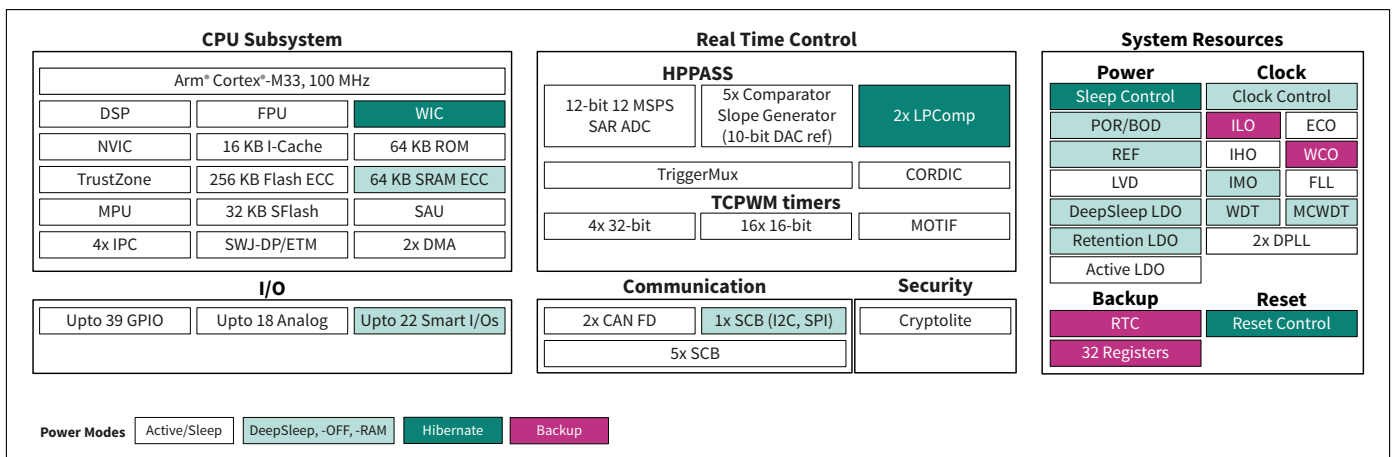 CPU Subsystem
Arm® Cortex®-M33, 100 MHz
DSP
FPU
WIC
NVIC
16 KB I-Cache
64 KB ROM
TrustZone
256 KB Flash ECC
64 KB SRAM ECC
MPU
32 KB SFlash
SAU
4x IPC
SWJ-DP/ETM
2x DMA
Real Time Control
HPPASS
12-bit 12 MSPS
SAR ADC
5x Comparator
Slope Generator
(10-bit DAC ref)
2x LPComp
TriggerMux
CORDIC
TCPWM timers
4x 32-bit
16x 16-bit
MOTIF
System Resources
Power
Sleep Control
POR/BOD
REF
LVD
DeepSleep LDO
Retention LDO
Active LDO
Clock
Clock Control
ILO
ECO
IHO
WCO
IMO
FLL
WDT
MCWDT
2x DPLL
Backup
RTC
32 Registers
Reset
Reset Control
I/O
Upto 39 GPIO
Upto 18 Analog
Upto 22 Smart I/Os
Communication
2x CAN FD
1x SCB (I2C, SPI)
5x SCB
Security
Cryptolite
Power Modes
Active/Sleep
DeepSleep, -OFF, -RAM
Hibernate
Backup